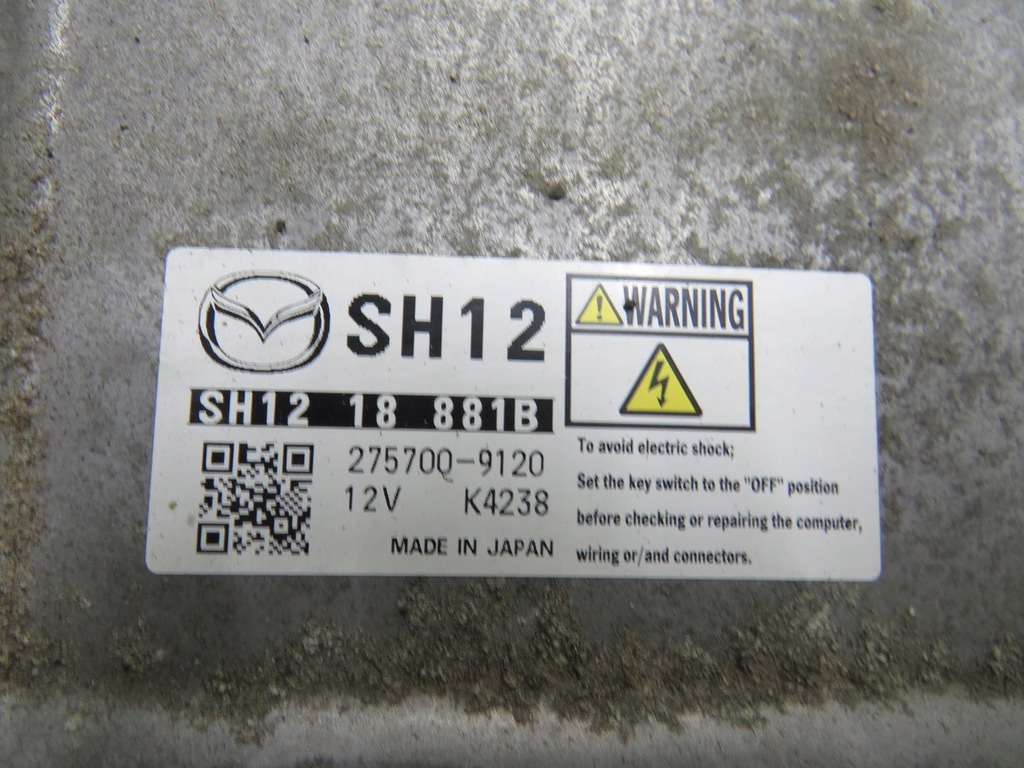 SH12
SH12 18 881B
275700-9120
12V K4238
MADE IN JAPAN
WARNING
To avoid electric shock;
Set the key switch to the "OFF" position
before checking or repairing the computer,
wiring or/and connectors.